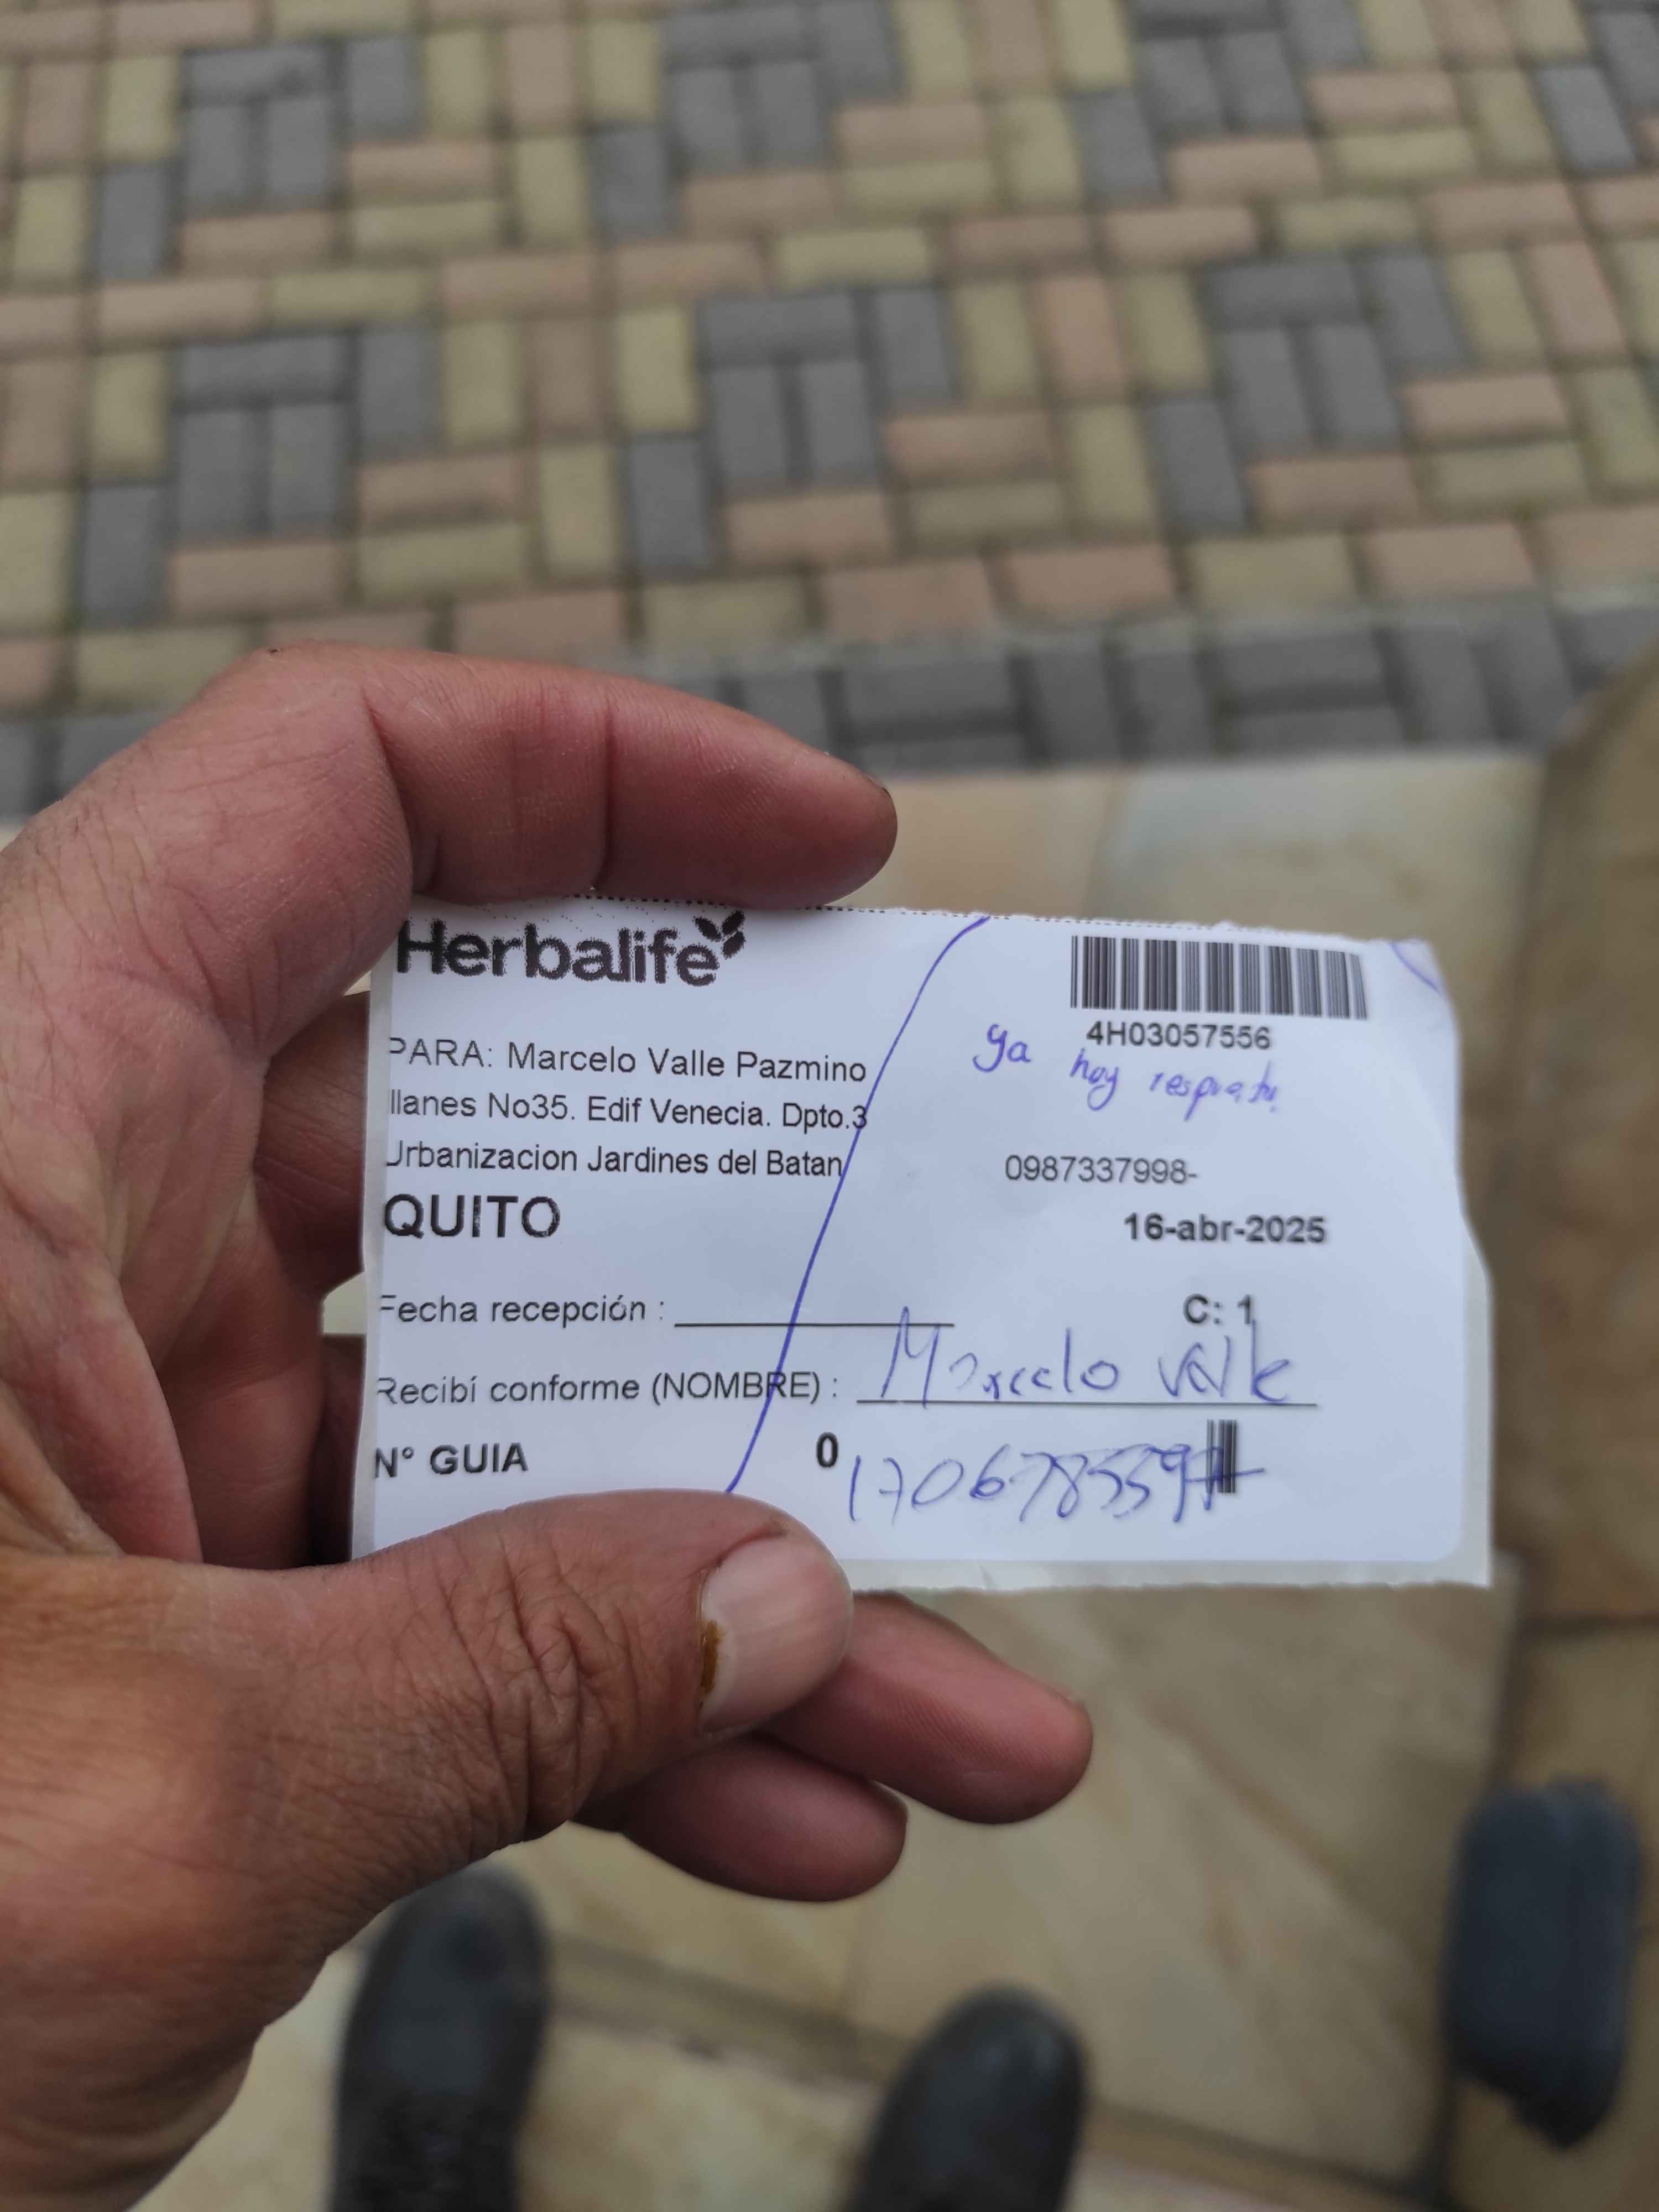 Herbalife
PARA: Marcelo Valle Pazmino
llanes No35. Edif Venecia. Dpto.3
Urbanizacion Jardines del Batan
QUITO
4H03057556
ya hoy
0987337998-
16-abr-2025
Fecha recepción :
C: 1
Recibí conforme (NOMBRE) : Marcelo Valle
N° GUIA 0